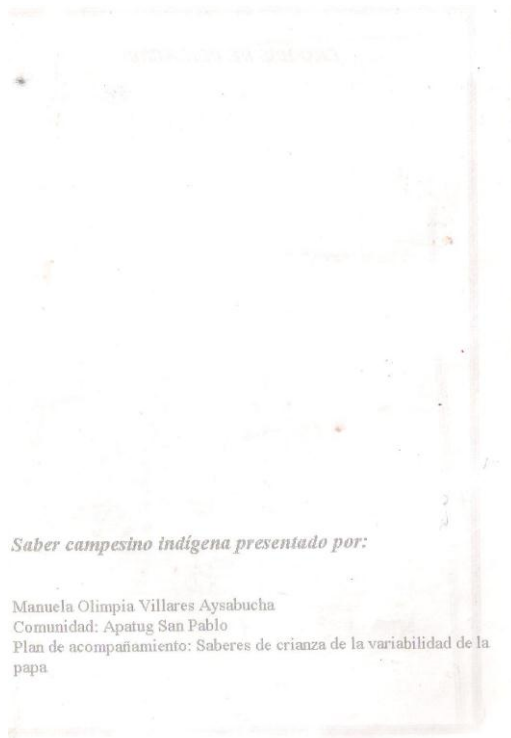 Saber campesino indígena presentado por:
Manuela Olimpia Villares Aysabucha
Comunidad: Apatug San Pablo
Plan de acompañamiento: Saberes de crianza de la variabilidad de la
papa